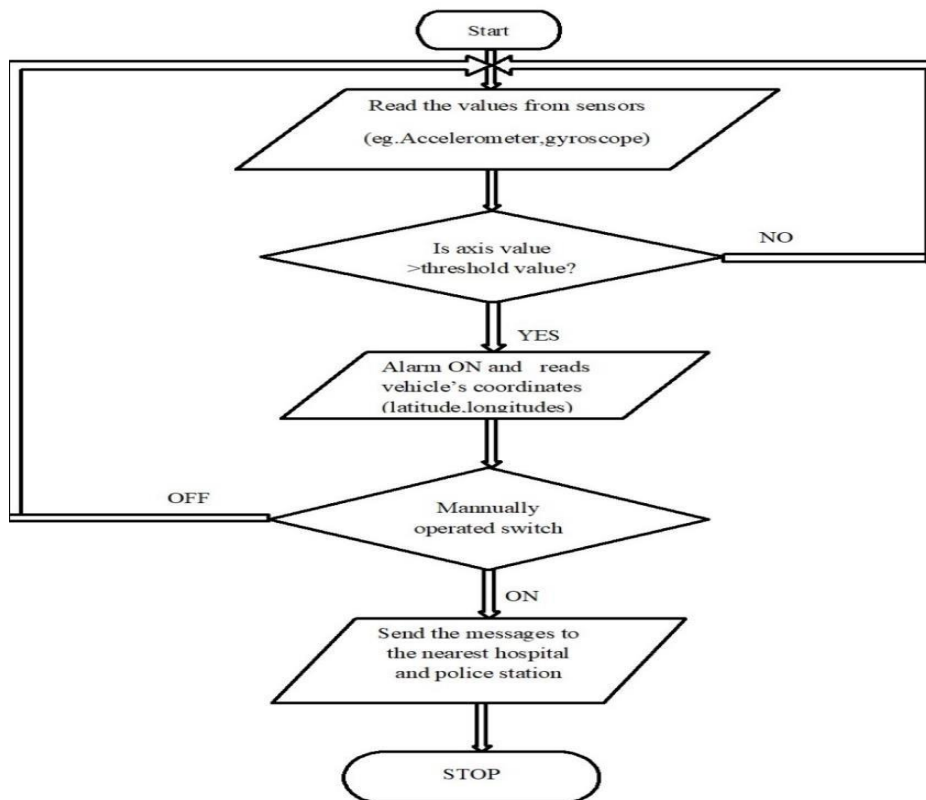 Start
Read the values from sensors
(eg.Accelerometer,gyroscope)
Is axis value
>threshold value?
NO
YES
Alarm ON and reads
vehicle's coordinates
(latitude,longitudes)
OFF
Mannually
operated switch
ON
Send the messages to
the nearest hospital
and police station
STOP